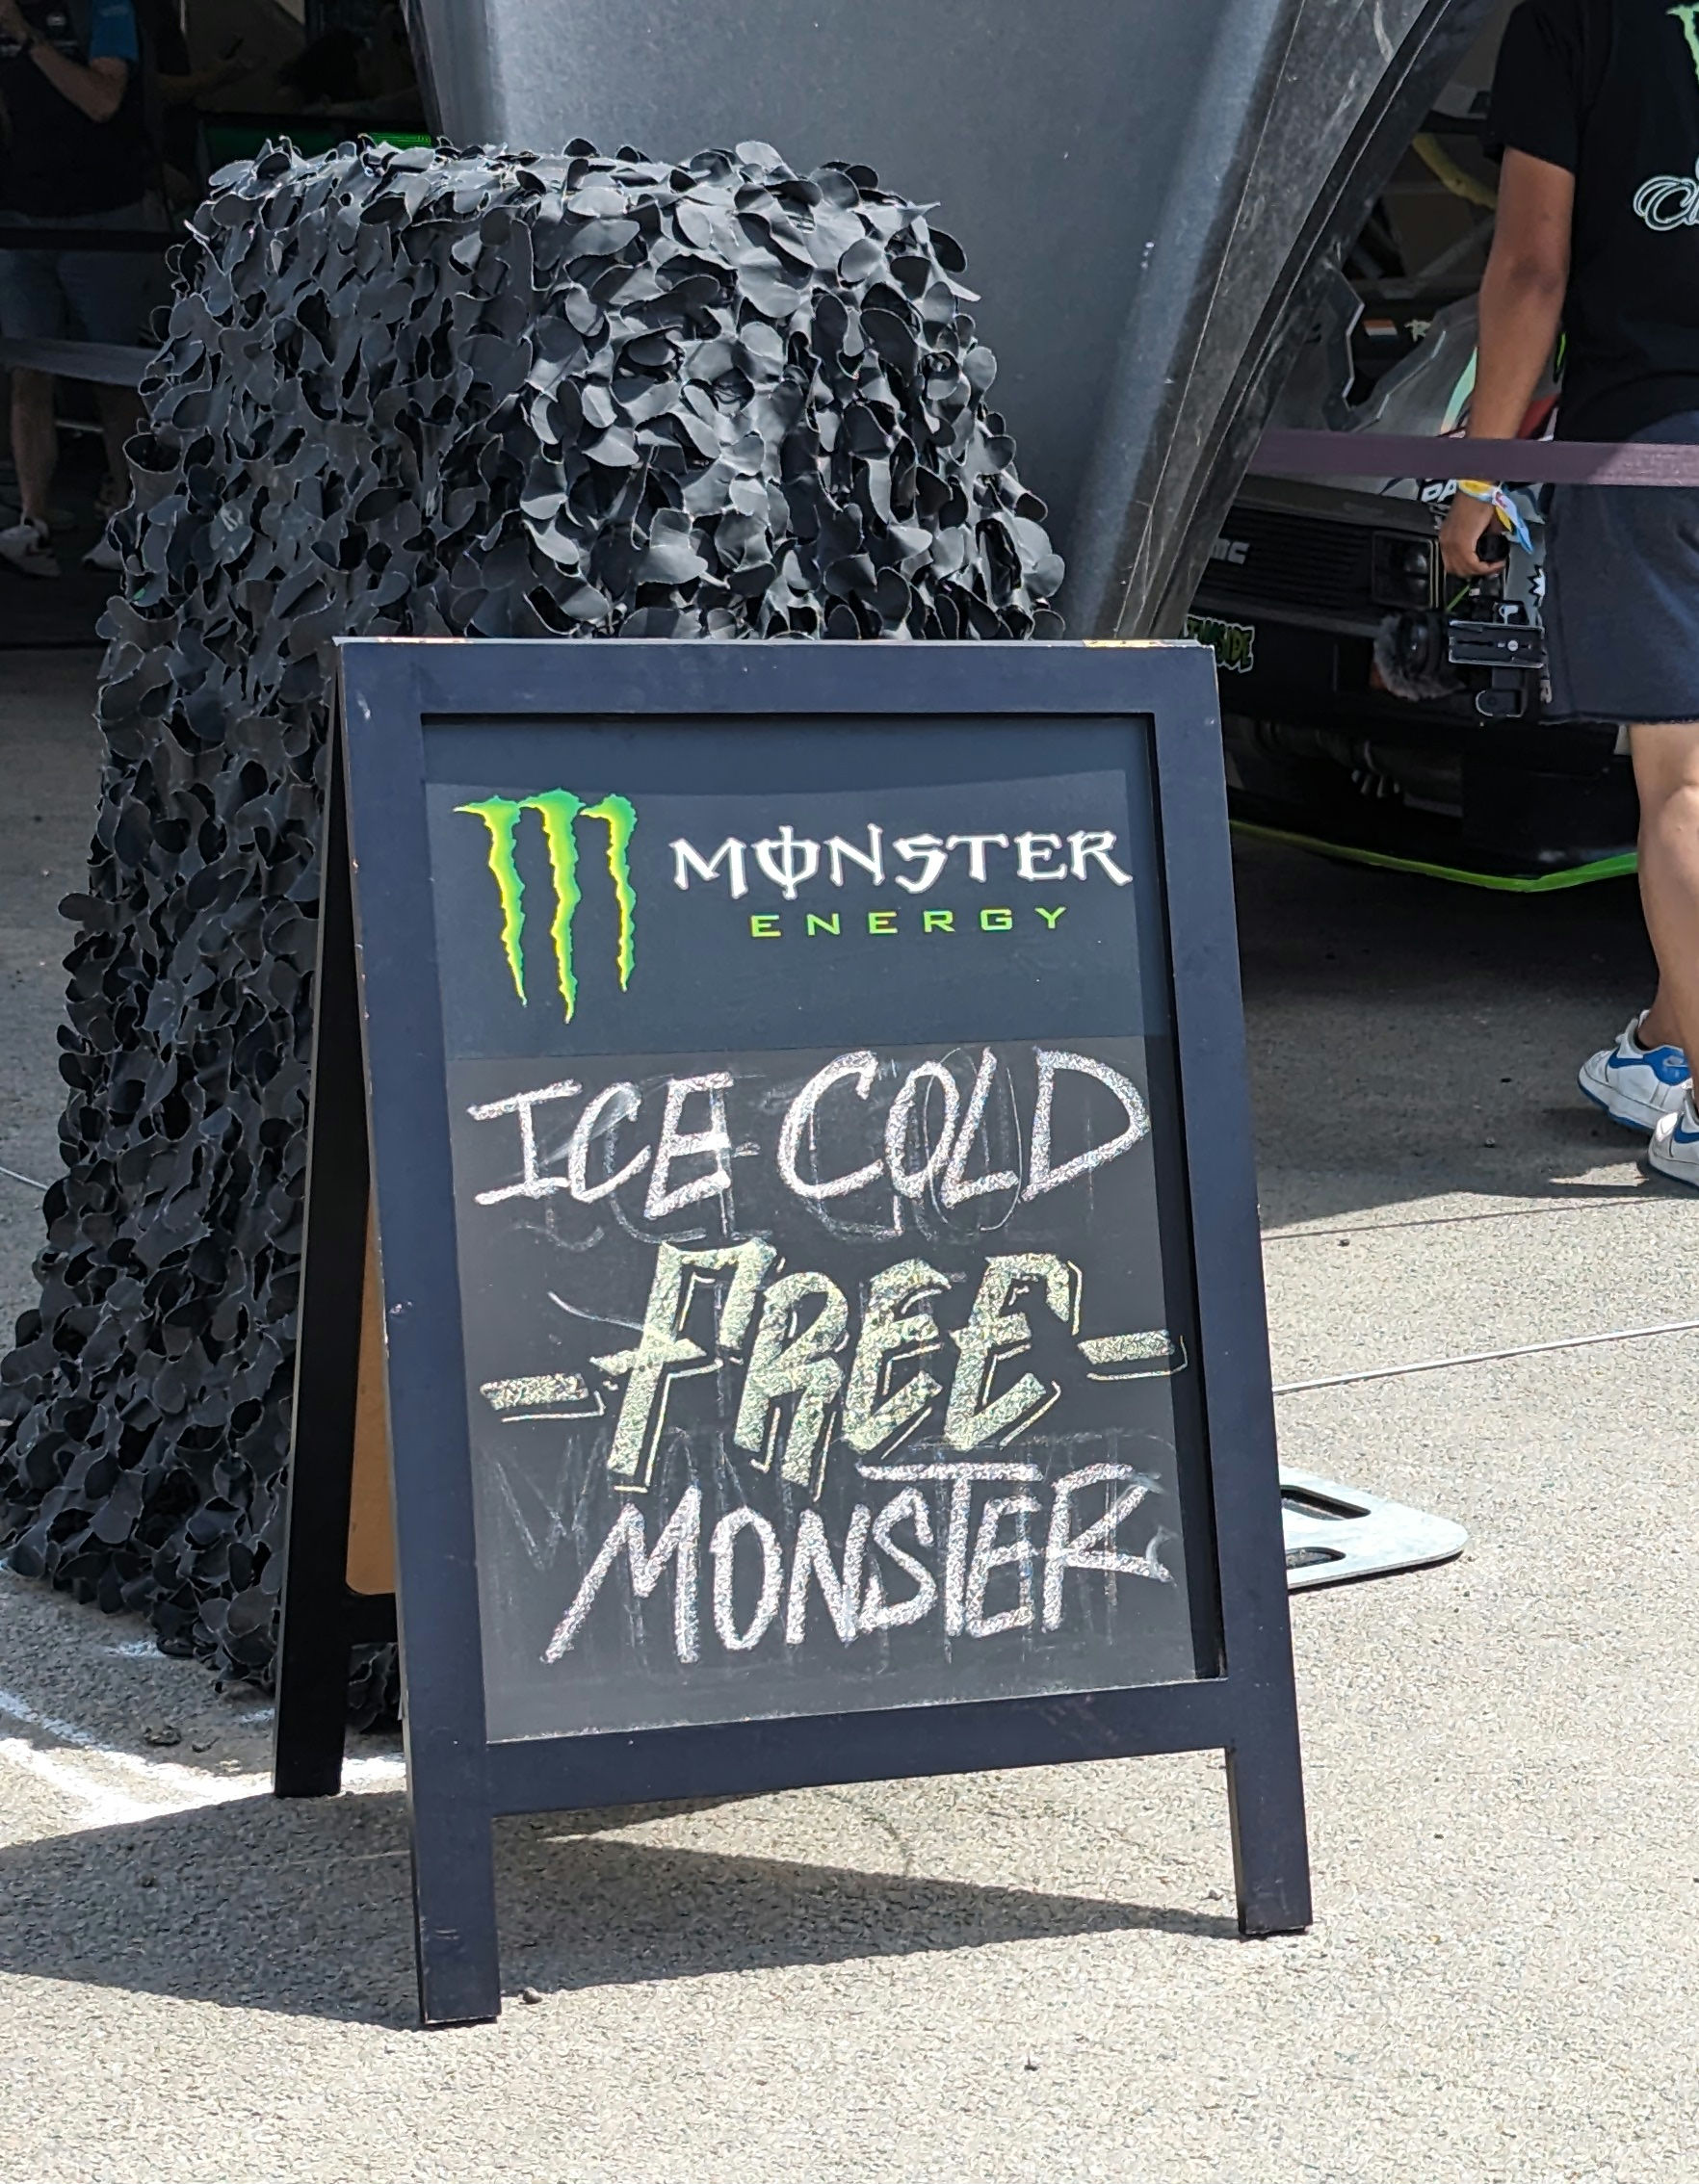 MONSTER
ENERGY
ICE COLD
-FREE-
MONSTER